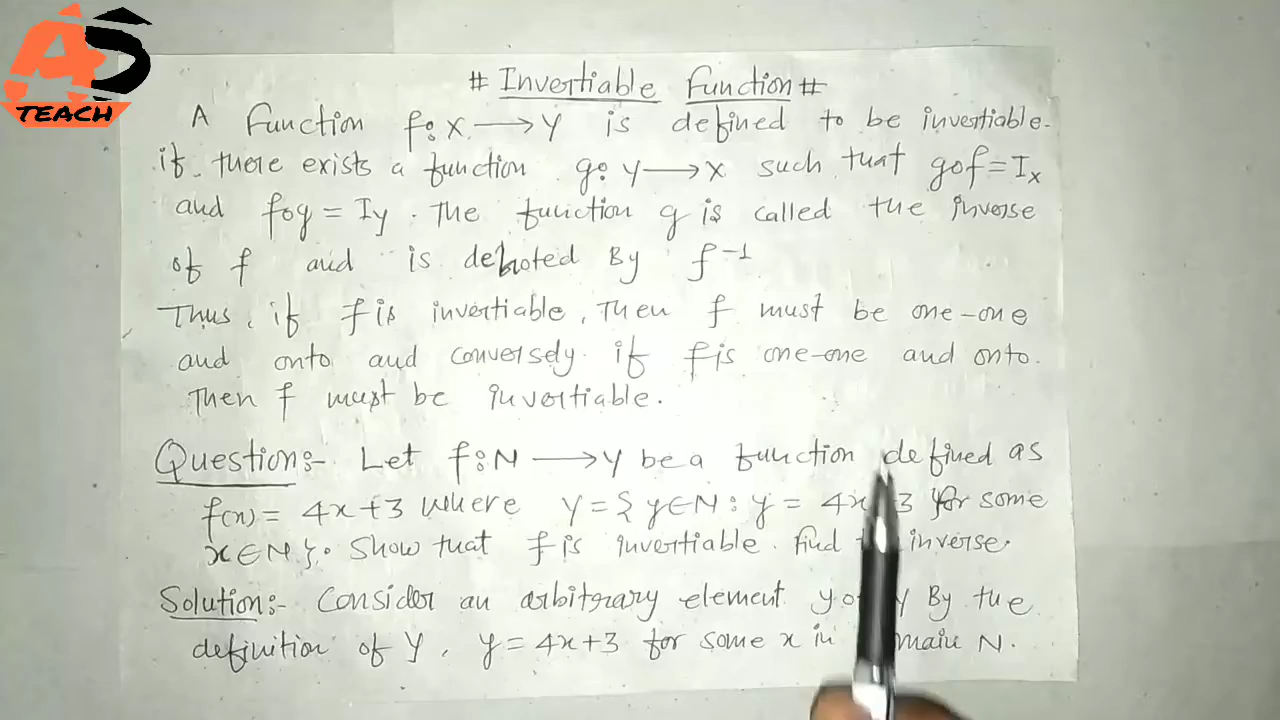 AS
TEACH
# Invertiable Function #
A function f: X ⟶ Y is defined to be invertiable.
if there exists a function g: Y ⟶ X such that gof = Ix
and fog = Iy. The function g is called the inverse
of f and is denoted By f⁻¹
Thus, if f is invertiable, Then f must be one-one
and onto and conversely if f is one-one and onto.
Then f must be invertiable.
Question:- Let f: N ⟶ Y be a function defined as
f(x) = 4x+3 where Y = { y∈N : y = 4x 3 for some
x∈N }. Show that f is invertiable. find inverse.
Solution:- Consider an arbitrary element y Y By the
definition of Y, y = 4x+3 for some x in N.